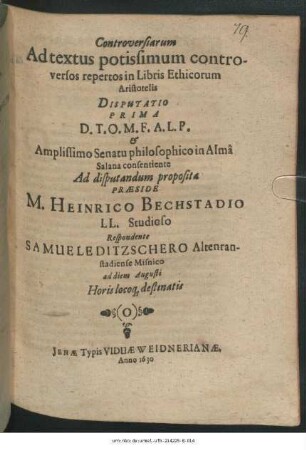 79.
Controversiarum
Ad textus potissimum contro-
versos repertos in Libris Ethicorum
Aristotelis
DISPUTATIO
PRIMA
D. T. O. M. F. A. L. P.
&
Amplissimo Senatu philosophico in Almâ
Salana consentiente
Ad disputandum proposita
PRÆSIDE
M. HEINRICO BECHSTADIO
LL. Studioso
Respondente
SAMUELE DITZSCHERO Altenran-
stadiense Misnico
ad diem Augusti
Horis locoq́; destinatis
JENÆ Typis VIDUÆ WEIDNERIANÆ,
Anno 1630